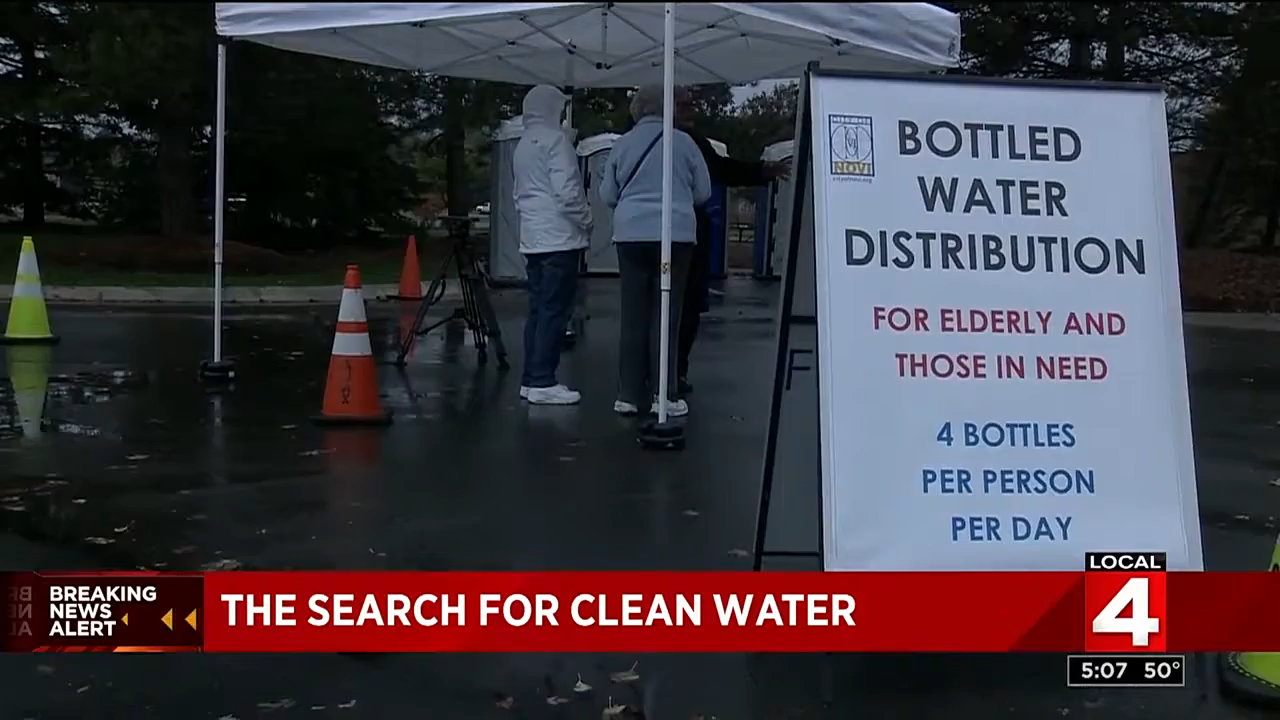 NOVI
BOTTLED
WATER
DISTRIBUTION
FOR ELDERLY AND
THOSE IN NEED
4 BOTTLES
PER PERSON
PER DAY
BREAKING
NEWS
ALERT
THE SEARCH FOR CLEAN WATER
LOCAL
4
5:07 50°